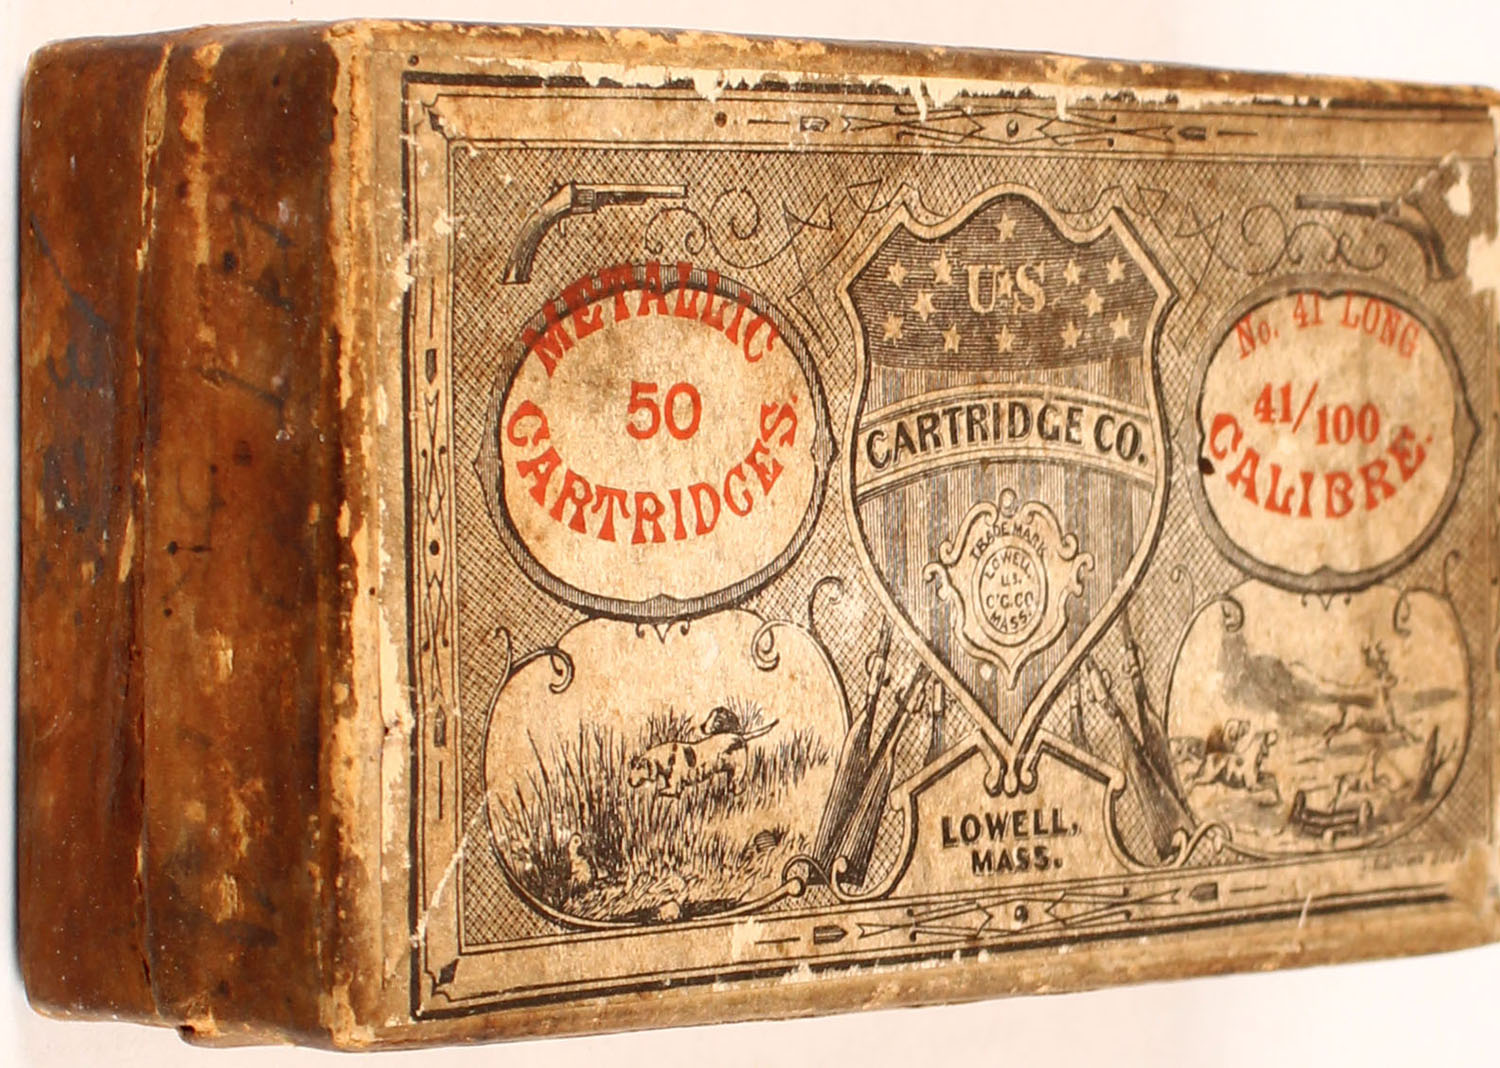 METALLIC
50
CARTRIDGES.
US
CARTRIDGE CO.
TRADE MARK
LOWELL
U.S.
C'G. CO.
MASS.
LOWELL,
MASS.
No. 41 LONG
41/100
CALIBRE.